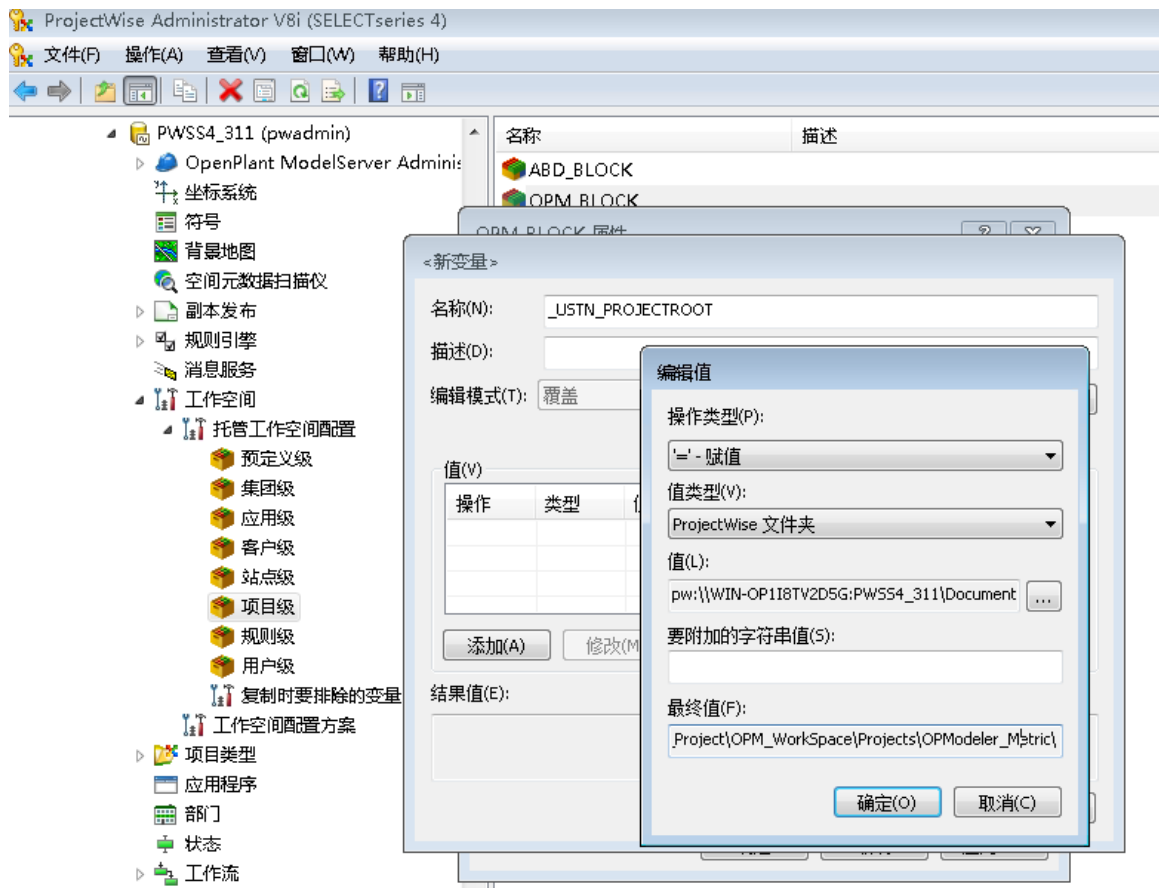 ProjectWise Administrator V8i (SELECTseries 4)
文件(F) 操作(A) 查看(V) 窗口(W) 帮助(H)
PWSS4_311 (pwadmin)
OpenPlant ModelServer Adminis
坐标系统
符号
背景地图
空间元数据扫描仪
副本发布
规则引擎
消息服务
工作空间
托管工作空间配置
预定义级
集团级
应用级
客户级
站点级
项目级
规则级
用户级
复制时要排除的变量
工作空间配置方案
项目类型
应用程序
部门
状态
工作流
名称 描述
ABD_BLOCK
OPM_BLOCK
OPM_BLOCK 属性
<新变量>
名称(N): _USTN_PROJECTROOT
描述(D):
编辑模式(T): 覆盖
值(V)
操作 类型
添加(A) 修改(M
结果值(E):
编辑值
操作类型(P):
'=' - 赋值
值类型(V):
ProjectWise 文件夹
值(L):
pw:\\WIN-OP1I8TV2D5G:PWSS4_311\Document ...
要附加的字符串值(S):
最终值(F):
_Project\OPM_WorkSpace\Projects\OPModeler_Metric\
确定(O) 取消(C)